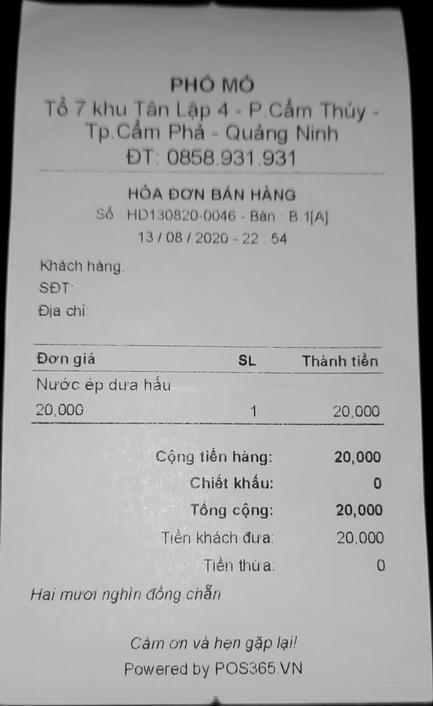 PHỐ MỎ
Tổ 7 khu Tân Lập 4 - P.Cẩm Thủy -
Tp.Cẩm Phả - Quảng Ninh
ĐT: 0858.931.931
HÓA ĐƠN BÁN HÀNG
Số : HD130820-0046 - Bàn : B 1[A]
13 / 08 / 2020 - 22 : 54
Khách hàng:
SĐT:
Địa chỉ:
Đơn giá SL Thành tiền
Nước ép dưa hấu
20,000 1 20,000
Cộng tiền hàng: 20,000
Chiết khấu: 0
Tổng cộng: 20,000
Tiền khách đưa: 20,000
Tiền thừa: 0
Hai mươi nghìn đồng chẵn
Cảm ơn và hẹn gặp lại!
Powered by POS365.VN